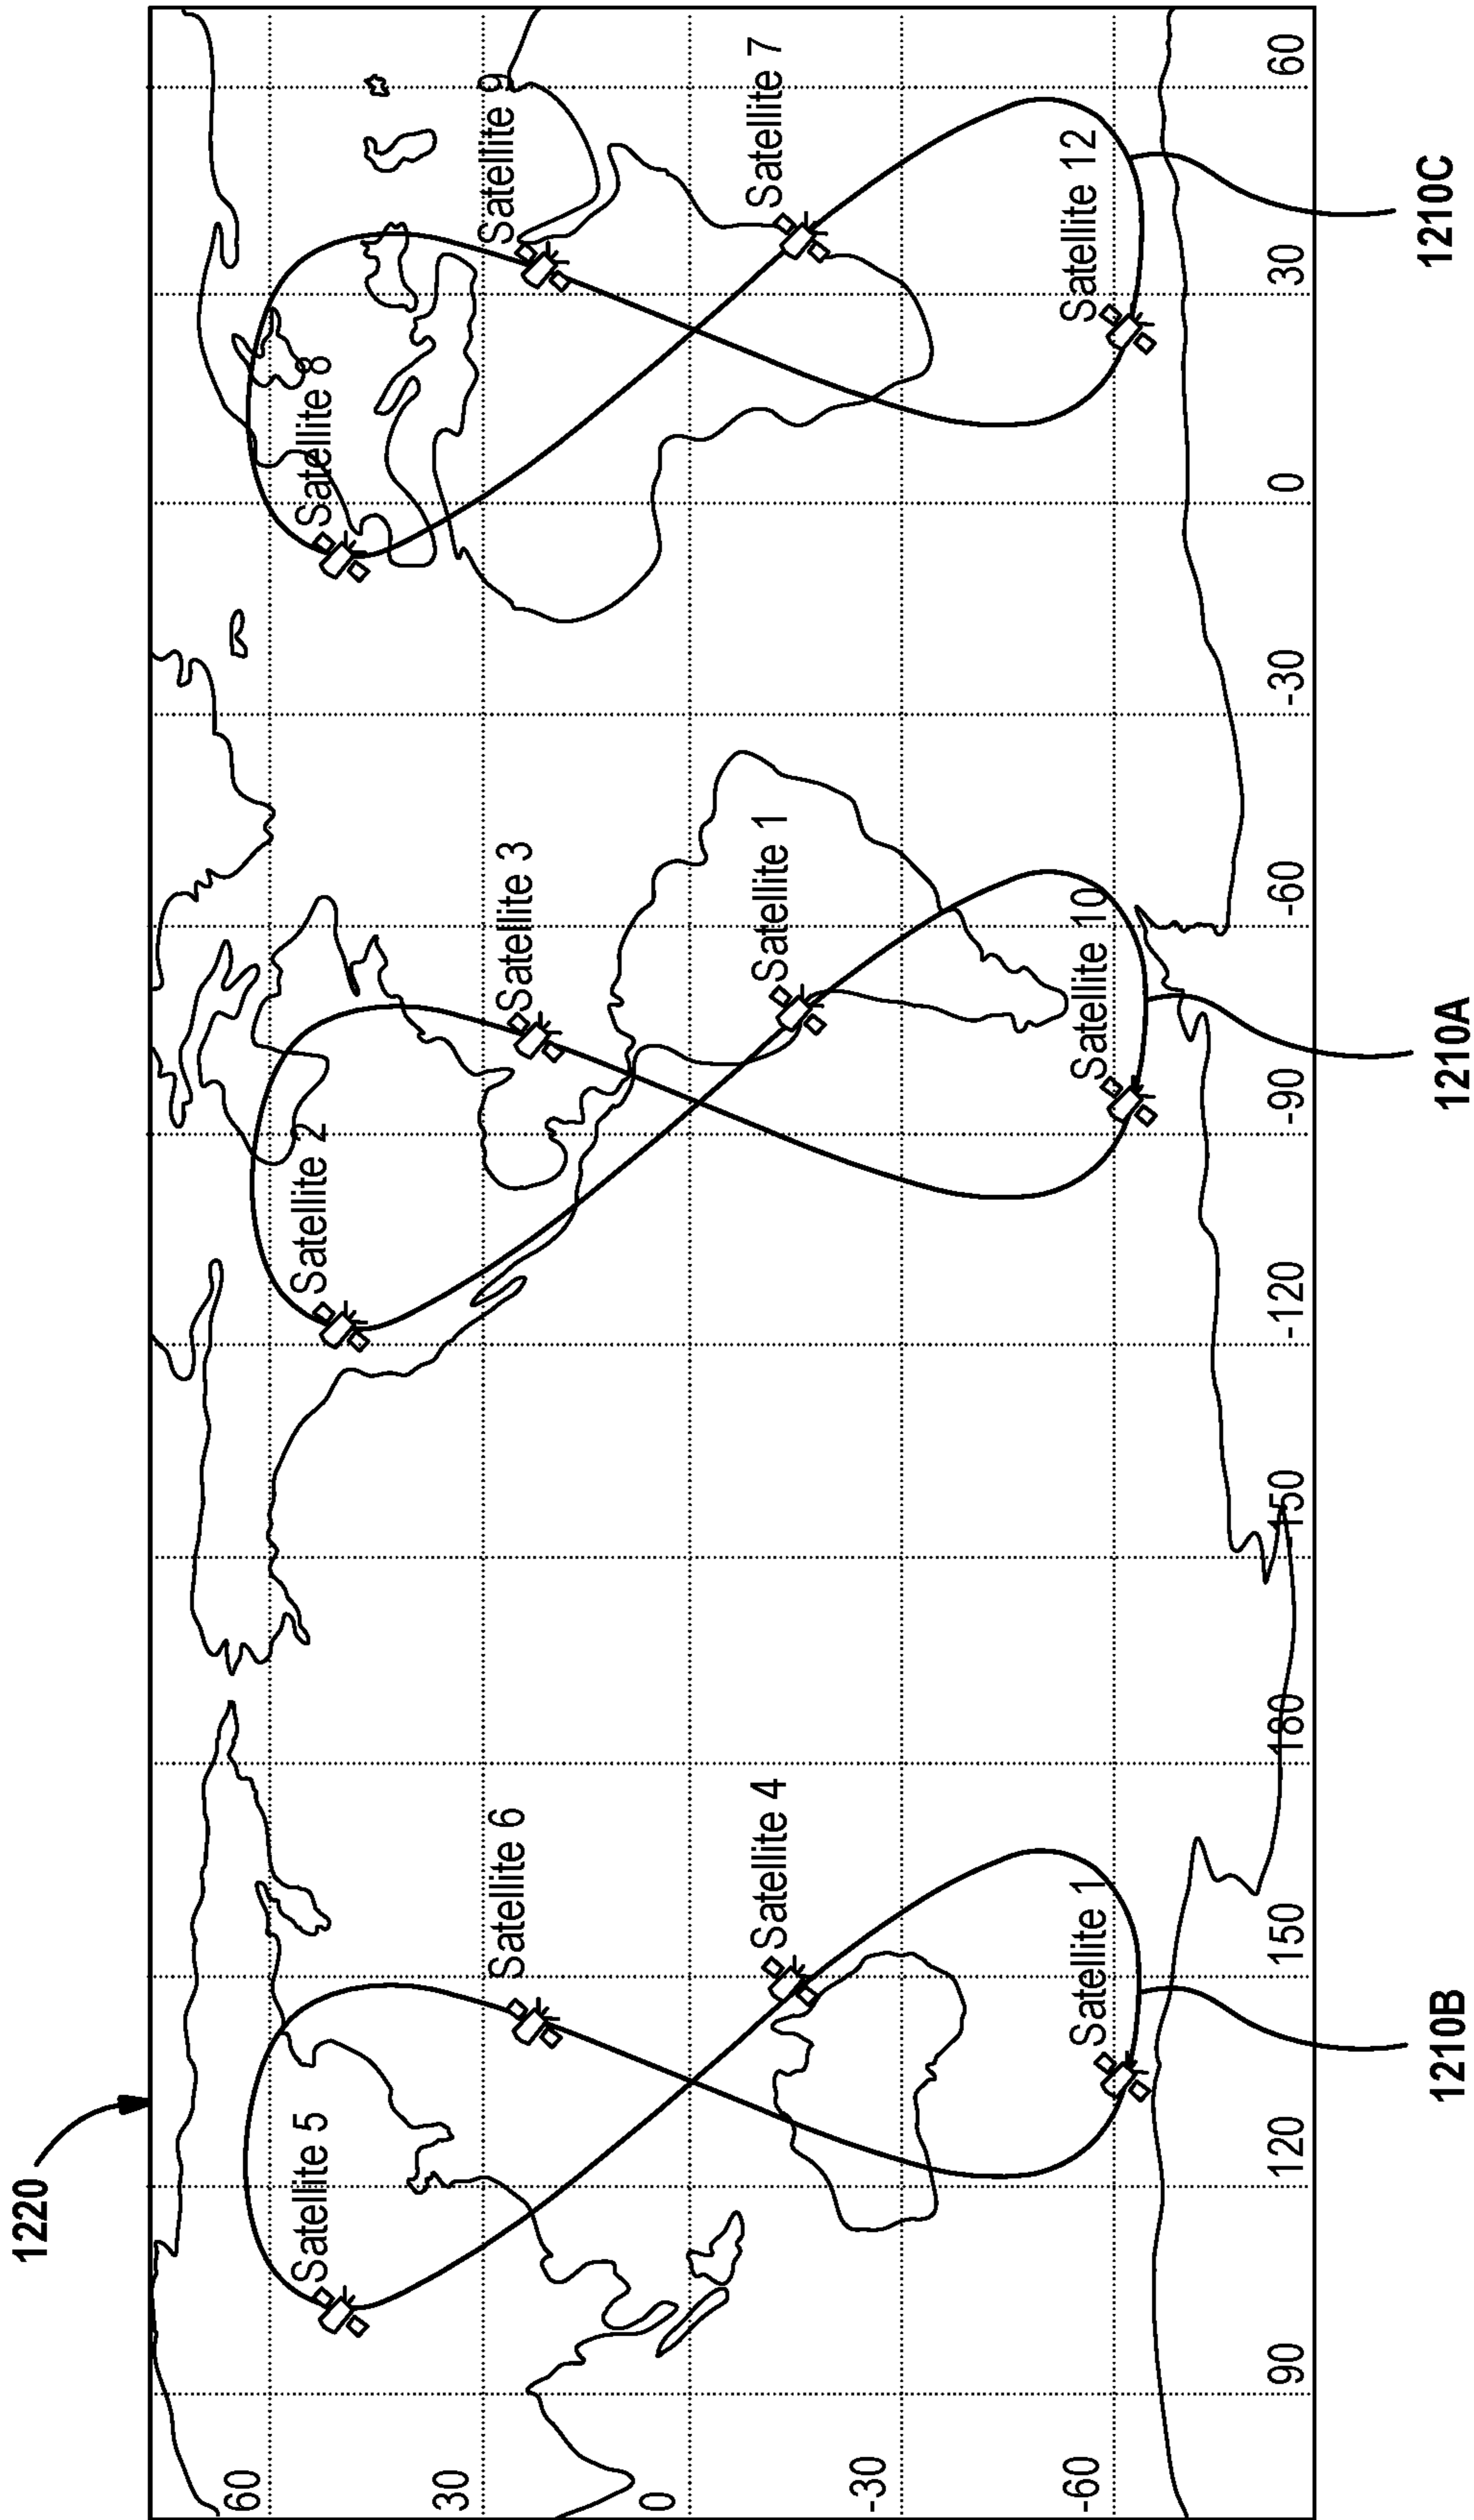 1220
60
30
0
-30
-60
Satellite 5
Satellite 6
Satellite 4
Satellite 1
Satellite 2
Satellite 3
Satellite 1
Satellite 10
Satellite 8
Satellite 9
Satellite 7
Satellite 12
90
120
150
180
150
-120
-90
-60
-30
0
30
60
1210B
1210A
1210C